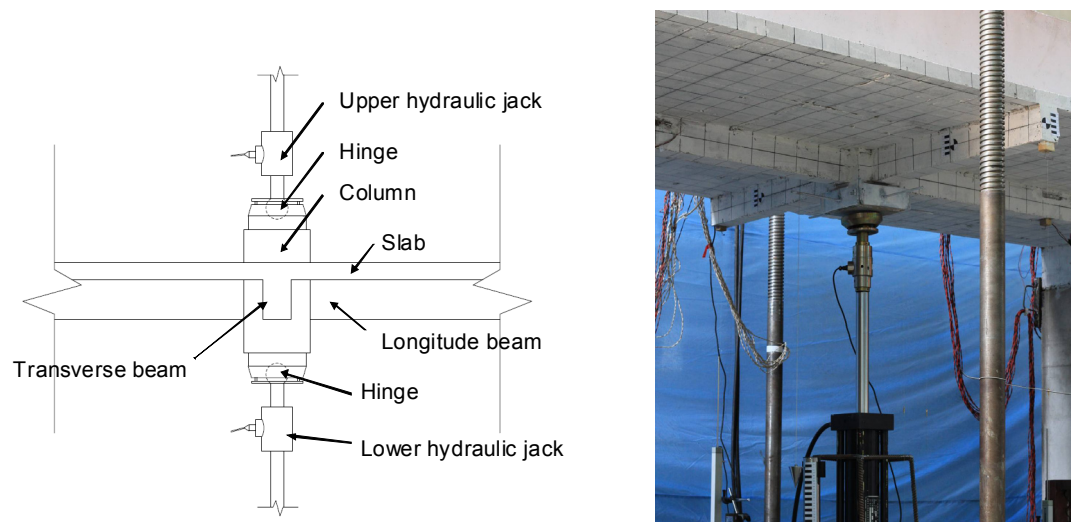 Upper hydraulic jack
Hinge
Column
Slab
Longitude beam
Transverse beam
Hinge
Lower hydraulic jack